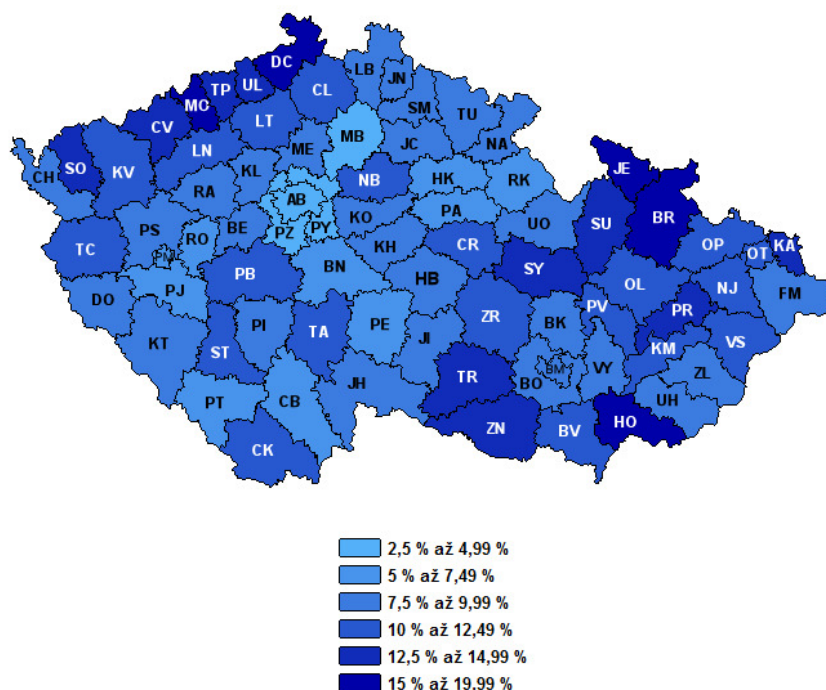 DC
LB
JN
MO
TP
UL
CL
SM
TU
CV
LT
MB
JC
NA
ME
CH
SO
KV
LN
KL
RA
NB
HK
RK
JE
AB
PA
BR
PS
RO
BE
PZ
PY
KO
UO
SU
TC
PM
KH
CR
OP
OT
KA
PB
BN
SY
HB
OL
NJ
FM
DO
PJ
PI
TA
PE
ZR
BK
PV
PR
KT
ST
JI
KM
VS
BO
BM
VY
ZL
PT
CB
JH
TR
UH
HO
CK
ZN
BV
2,5 % až 4,99 %
5 % až 7,49 %
7,5 % až 9,99 %
10 % až 12,49 %
12,5 % až 14,99 %
15 % až 19,99 %